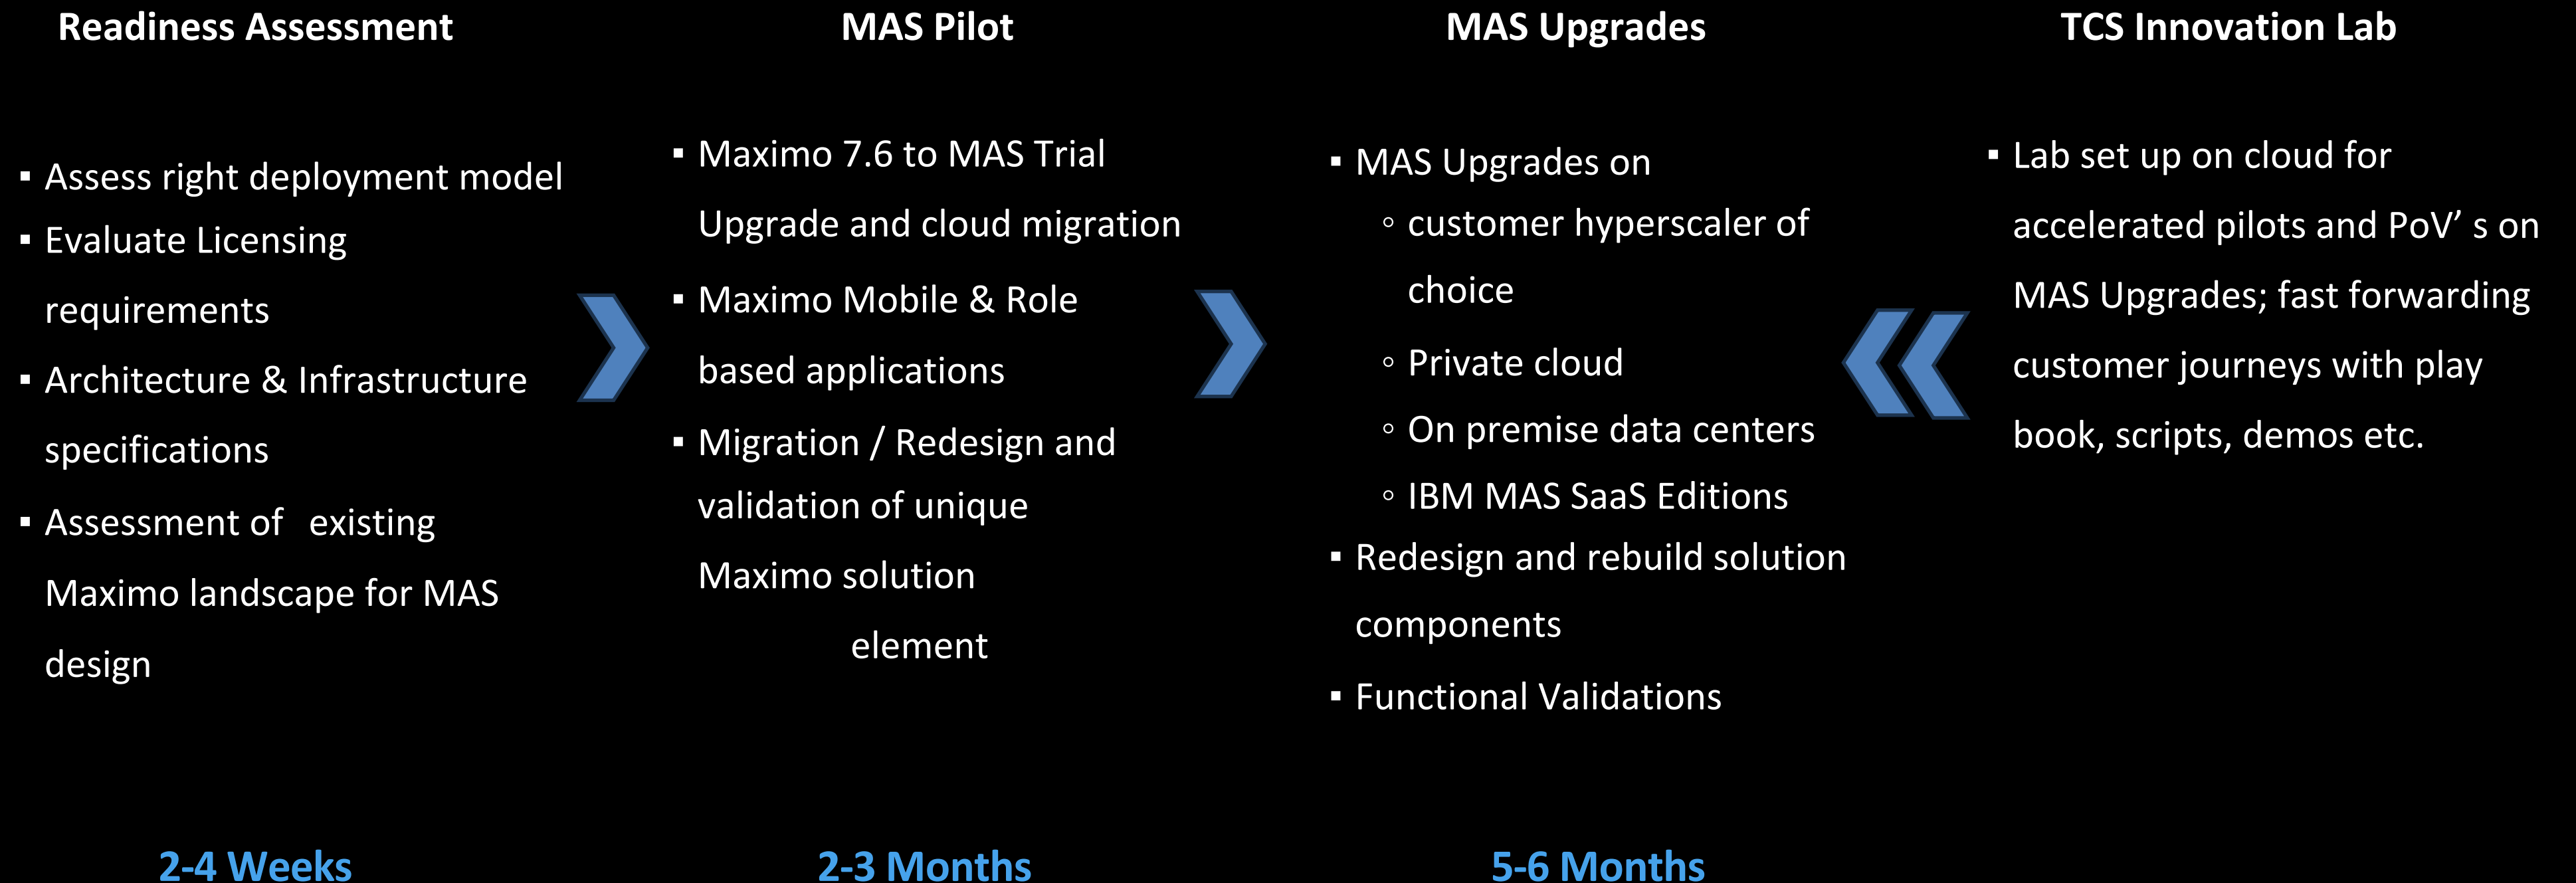 Readiness Assessment
▪ Assess right deployment model
▪ Evaluate Licensing
requirements
▪ Architecture & Infrastructure
specifications
▪ Assessment of existing
Maximo landscape for MAS
design
2-4 Weeks
MAS Pilot
▪ Maximo 7.6 to MAS Trial
Upgrade and cloud migration
▪ Maximo Mobile & Role
based applications
▪ Migration / Redesign and
validation of unique
Maximo solution
element
2-3 Months
MAS Upgrades
▪ MAS Upgrades on
◦ customer hyperscaler of
choice
◦ Private cloud
◦ On premise data centers
◦ IBM MAS SaaS Editions
▪ Redesign and rebuild solution
components
▪ Functional Validations
5-6 Months
TCS Innovation Lab
▪ Lab set up on cloud for
accelerated pilots and PoV’ s on
MAS Upgrades; fast forwarding
customer journeys with play
book, scripts, demos etc.